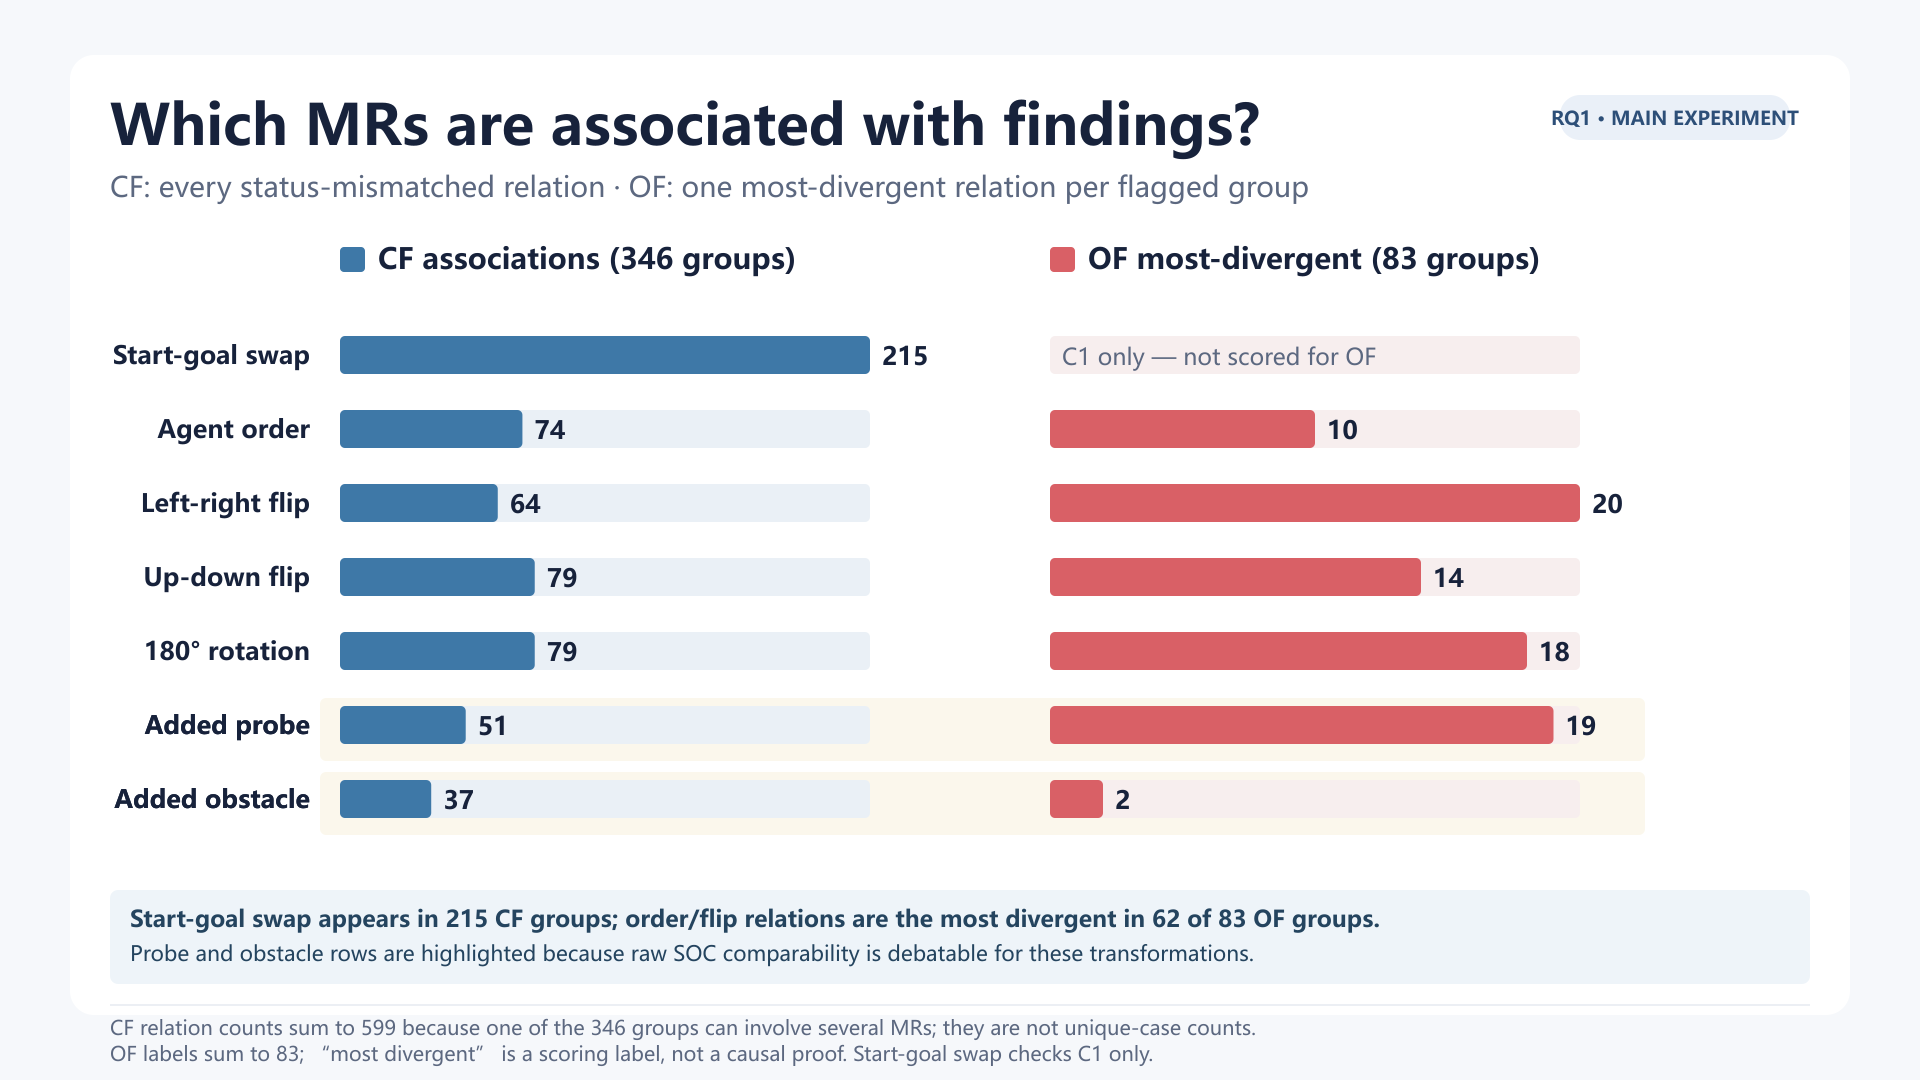 Which MRs are associated with findings?
RQ1 • MAIN EXPERIMENT
CF: every status-mismatched relation · OF: one most-divergent relation per flagged group
CF associations (346 groups)
OF most-divergent (83 groups)
Start-goal swap
215
C1 only — not scored for OF
Agent order
74
10
Left-right flip
64
20
Up-down flip
79
14
180° rotation
79
18
Added probe
51
19
Added obstacle
37
2
Start-goal swap appears in 215 CF groups; order/flip relations are the most divergent in 62 of 83 OF groups.
Probe and obstacle rows are highlighted because raw SOC comparability is debatable for these transformations.
CF relation counts sum to 599 because one of the 346 groups can involve several MRs; they are not unique-case counts.
OF labels sum to 83; “most divergent” is a scoring label, not a causal proof. Start-goal swap checks C1 only.